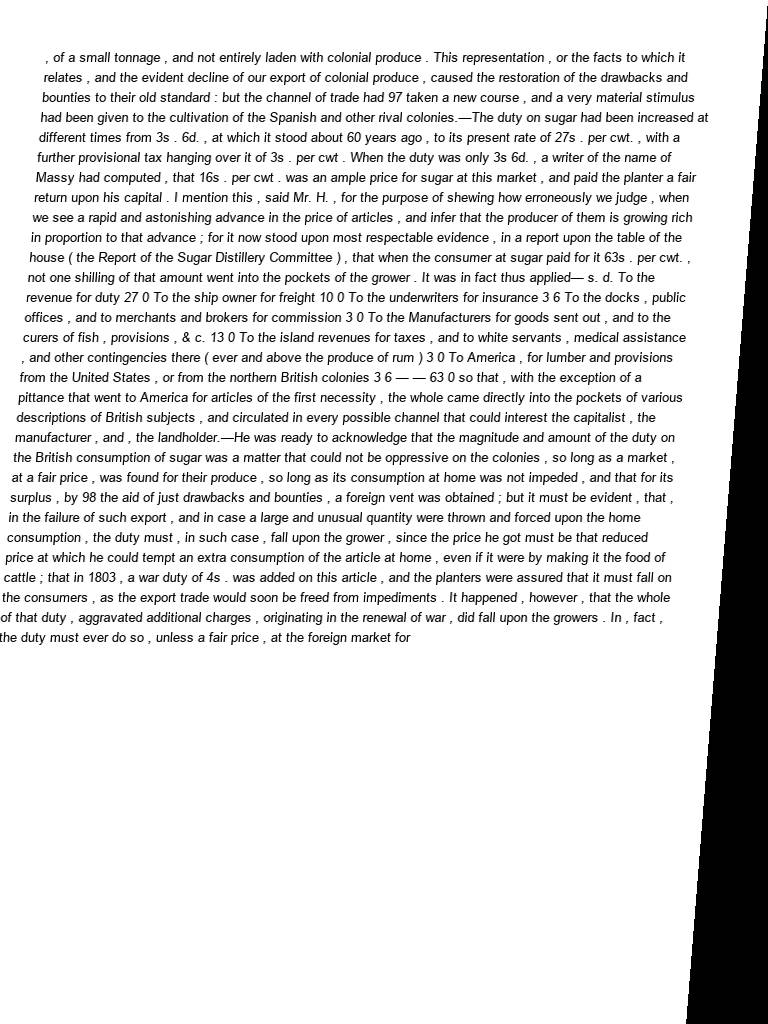 , of a small tonnage , and not entirely laden with colonial produce . This representation , or the facts to which it
relates , and the evident decline of our export of colonial produce , caused the restoration of the drawbacks and
bounties to their old standard : but the channel of trade had 97 taken a new course , and a very material stimulus
had been given to the cultivation of the Spanish and other rival colonies.—The duty on sugar had been increased at
different times from 3s . 6d. , at which it stood about 60 years ago , to its present rate of 27s . per cwt. , with a
further provisional tax hanging over it of 3s . per cwt . When the duty was only 3s 6d. , a writer of the name of
Massy had computed , that 16s . per cwt . was an ample price for sugar at this market , and paid the planter a fair
return upon his capital . I mention this , said Mr. H. , for the purpose of shewing how erroneously we judge , when
we see a rapid and astonishing advance in the price of articles , and infer that the producer of them is growing rich
in proportion to that advance ; for it now stood upon most respectable evidence , in a report upon the table of the
house ( the Report of the Sugar Distillery Committee ) , that when the consumer at sugar paid for it 63s . per cwt. ,
not one shilling of that amount went into the pockets of the grower . It was in fact thus applied— s. d. To the
revenue for duty 27 0 To the ship owner for freight 10 0 To the underwriters for insurance 3 6 To the docks , public
offices , and to merchants and brokers for commission 3 0 To the Manufacturers for goods sent out , and to the
curers of fish , provisions , & c. 13 0 To the island revenues for taxes , and to white servants , medical assistance
, and other contingencies there ( ever and above the produce of rum ) 3 0 To America , for lumber and provisions
from the United States , or from the northern British colonies 3 6 — — 63 0 so that , with the exception of a
pittance that went to America for articles of the first necessity , the whole came directly into the pockets of various
descriptions of British subjects , and circulated in every possible channel that could interest the capitalist , the
manufacturer , and , the landholder.—He was ready to acknowledge that the magnitude and amount of the duty on
the British consumption of sugar was a matter that could not be oppressive on the colonies , so long as a market ,
at a fair price , was found for their produce , so long as its consumption at home was not impeded , and that for its
surplus , by 98 the aid of just drawbacks and bounties , a foreign vent was obtained ; but it must be evident , that ,
in the failure of such export , and in case a large and unusual quantity were thrown and forced upon the home
consumption , the duty must , in such case , fall upon the grower , since the price he got must be that reduced
price at which he could tempt an extra consumption of the article at home , even if it were by making it the food of
cattle ; that in 1803 , a war duty of 4s . was added on this article , and the planters were assured that it must fall on
the consumers , as the export trade would soon be freed from impediments . It happened , however , that the whole
of that duty , aggravated additional charges , originating in the renewal of war , did fall upon the growers . In , fact ,
the duty must ever do so , unless a fair price , at the foreign market for